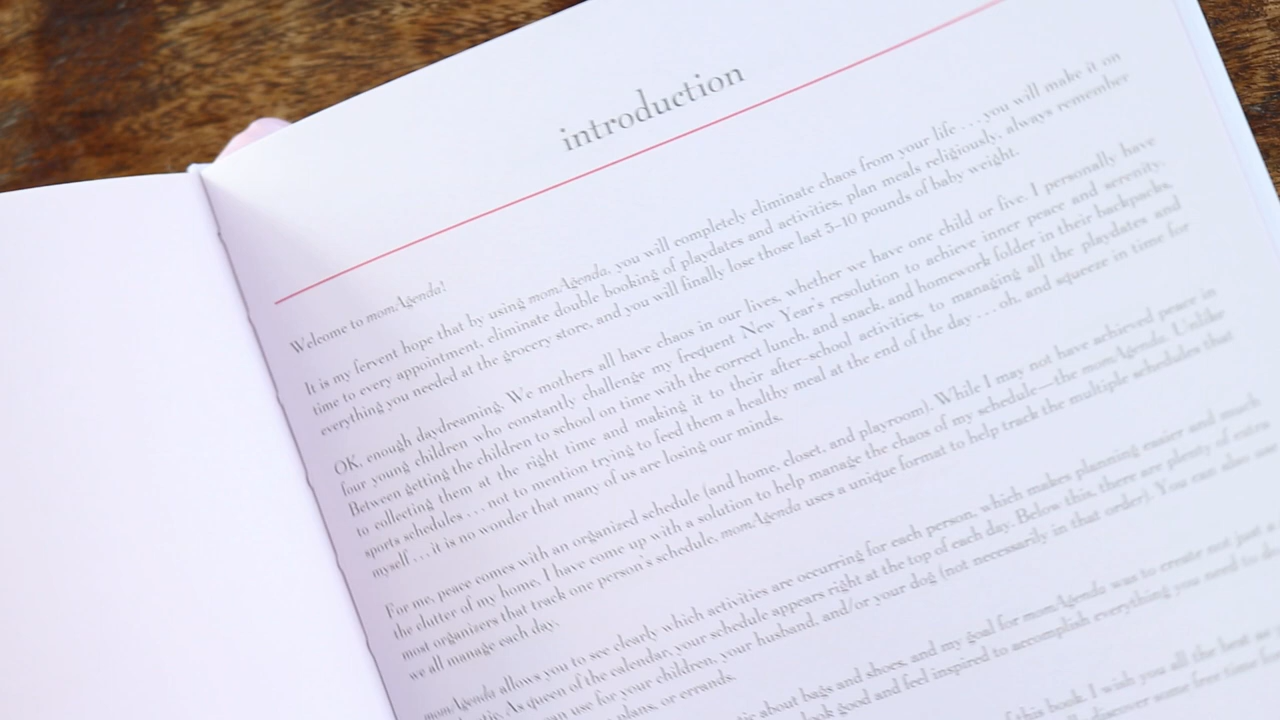 introduction
Welcome to momAgenda!
It is my fervent hope that by using momAgenda, you will completely eliminate chaos from your life . . . you will make it on
time to every appointment, eliminate double booking of playdates and activities, plan meals religiously, always remember
everything you needed at the grocery store, and you will finally lose those last 5–10 pounds of baby weight.
OK, enough daydreaming. We mothers all have chaos in our lives, whether we have one child or five. I personally have
four young children who constantly challenge my frequent New Year's resolution to achieve inner peace and serenity.
Between getting the children to school on time with the correct lunch, and snack, and homework folder in their backpacks,
to collecting them at the right time and making it to their after-school activities, to managing all the playdates and
sports schedules . . . not to mention trying to feed them a healthy meal at the end of the day . . . oh, and squeeze in time for
myself . . . it is no wonder that many of us are losing our minds.
For me, peace comes with an organized schedule (and home, closet, and playroom). While I may not have achieved peace in
the clutter of my home, I have come up with a solution to help manage the chaos of my schedule—the momAgenda. Unlike
most organizers that track one person's schedule, momAgenda uses a unique format to help track the multiple schedules that
we all manage each day.
momAgenda allows you to see clearly which activities are occurring for each person, which makes planning easier and much
As queen of the calendar, your schedule appears right at the top of each day. Below this, there are plenty of extra
can use for your children, your husband, and/or your dog (not necessarily in that order). You can also use
plans, or errands.
about bags and shoes, and my goal for momAgenda was to create not just a
look good and feel inspired to accomplish everything you need to
this book. I wish you all the best as
discover some free time